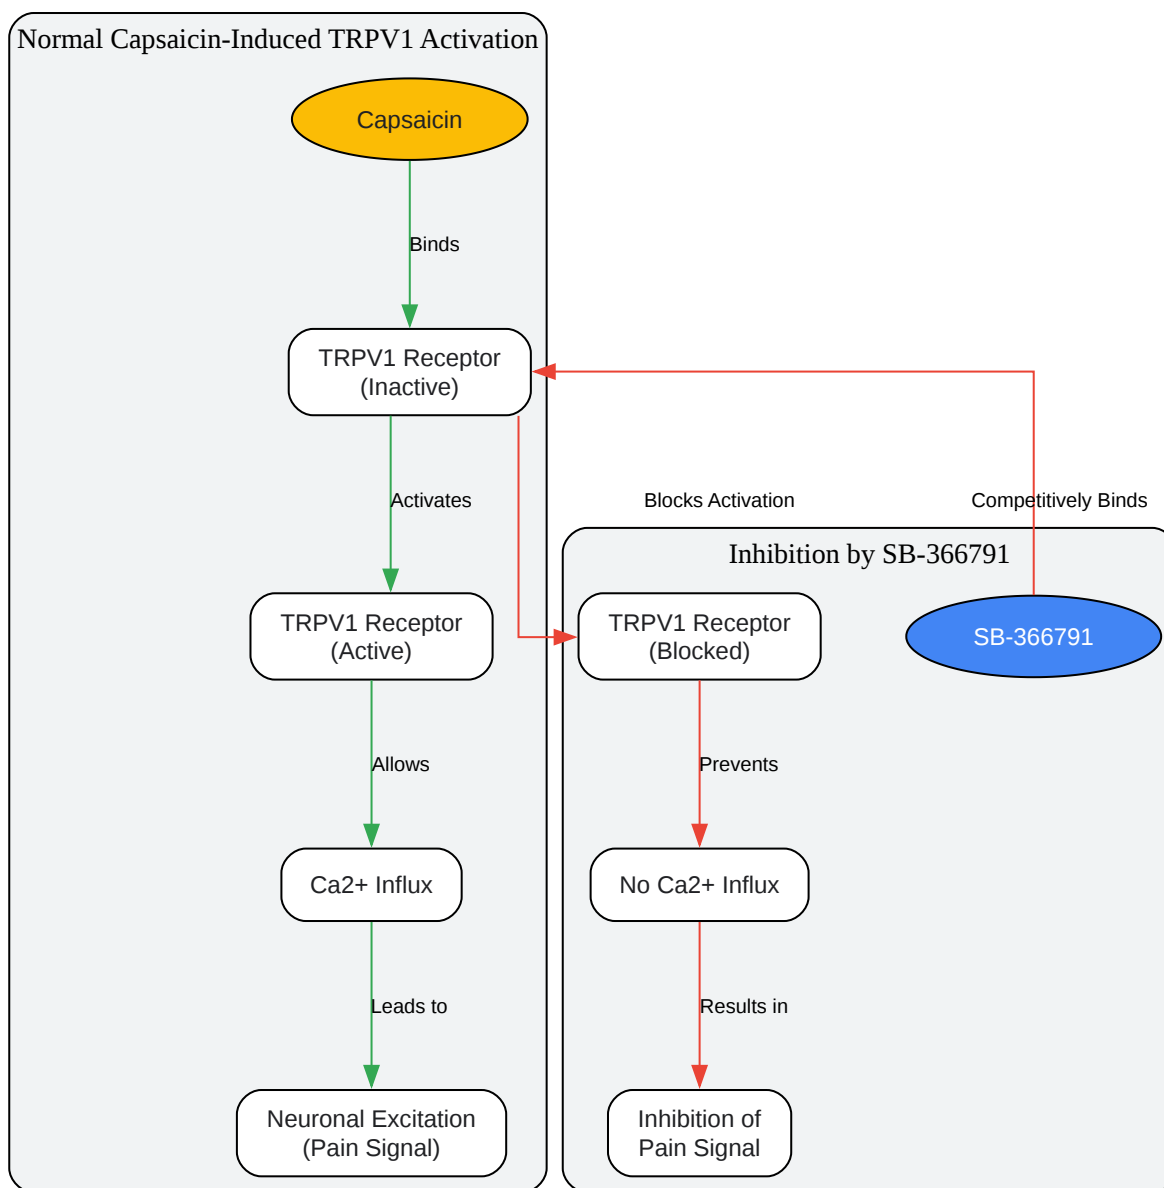 Normal Capsaicin-Induced TRPV1 Activation
Capsaicin
Binds
TRPV1 Receptor
(Inactive)
Activates
Blocks Activation
Competitively Binds
Inhibition by SB-366791
TRPV1 Receptor
(Active)
TRPV1 Receptor
(Blocked)
SB-366791
Allows
Prevents
Ca2+ Influx
No Ca2+ Influx
Leads to
Results in
Neuronal Excitation
(Pain Signal)
Inhibition of
Pain Signal